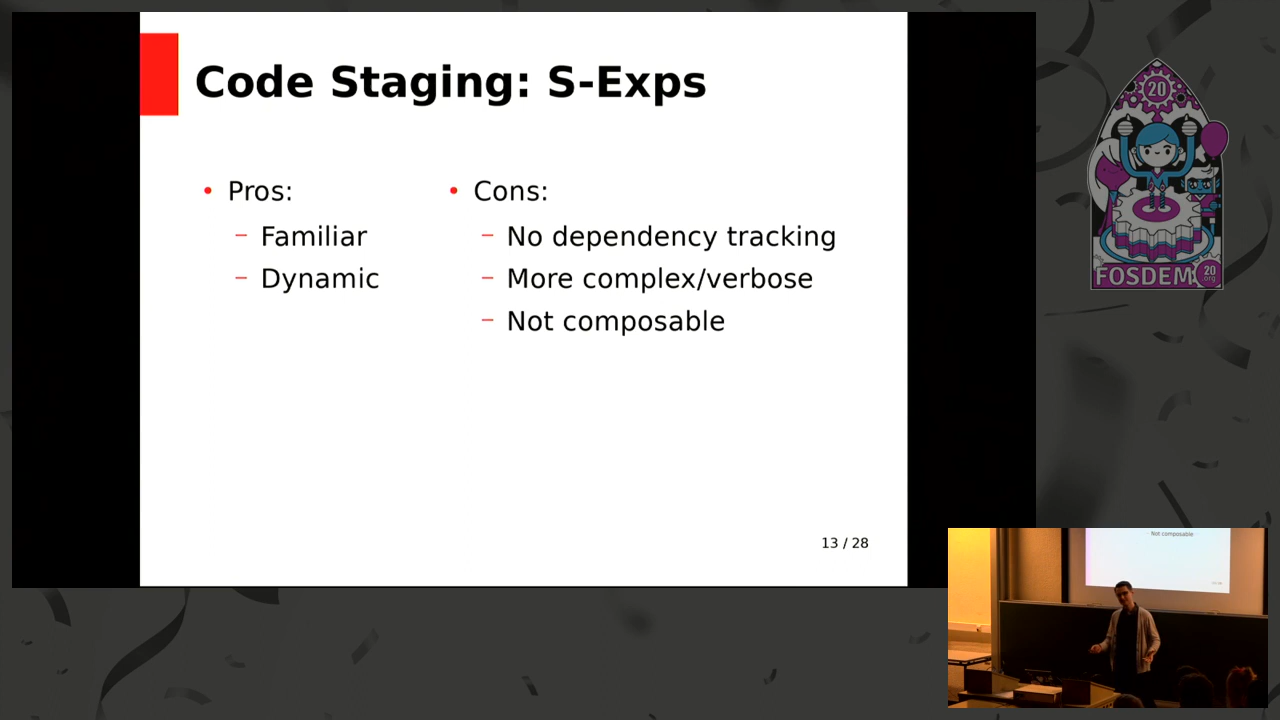 Code Staging: S-Exps
• Pros:
– Familiar
– Dynamic
• Cons:
– No dependency tracking
– More complex/verbose
– Not composable
13 / 28
20
FOSDEM
20
org
Not composable